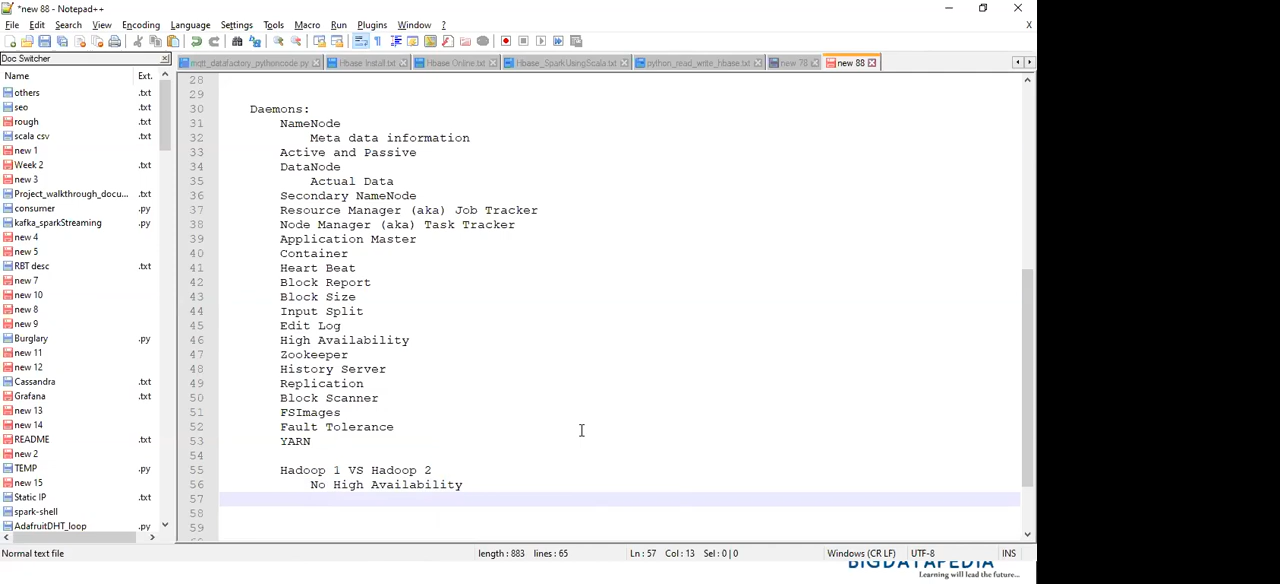 *new 88 - Notepad++
File Edit Search View Encoding Language Settings Tools Macro Run Plugins Window ?
X
Doc Switcher
mqtt_datafactory_pythoncode.py Hbase Install.txt Hbase Online.txt Hbase_SparkUsingScala.txt python_read_write_hbase.txt new 78 new 88
Name Ext.
others .txt
seo .txt
rough .txt
scala csv .txt
new 1
Week 2 .txt
new 3
Project_walkthrough_docu... .txt
consumer .py
kafka_sparkStreaming .py
new 4
new 5
RBT desc .txt
new 7
new 10
new 8
new 9
Burglary .py
new 11
new 12
Cassandra .txt
Grafana .txt
new 13
new 14
README .txt
new 2
TEMP .py
new 15
Static IP .txt
spark-shell
AdafruitDHT_loop .py
28
29
30 Daemons:
31 NameNode
32 Meta data information
33 Active and Passive
34 DataNode
35 Actual Data
36 Secondary NameNode
37 Resource Manager (aka) Job Tracker
38 Node Manager (aka) Task Tracker
39 Application Master
40 Container
41 Heart Beat
42 Block Report
43 Block Size
44 Input Split
45 Edit Log
46 High Availability
47 Zookeeper
48 History Server
49 Replication
50 Block Scanner
51 FSImages
52 Fault Tolerance
53 YARN
54
55 Hadoop 1 VS Hadoop 2
56 No High Availability
57
58
59
Normal text file length : 883 lines : 65 Ln : 57 Col : 13 Sel : 0 | 0 Windows (CR LF) UTF-8 INS
BIGDATAPEDIA
Learning will lead the future...